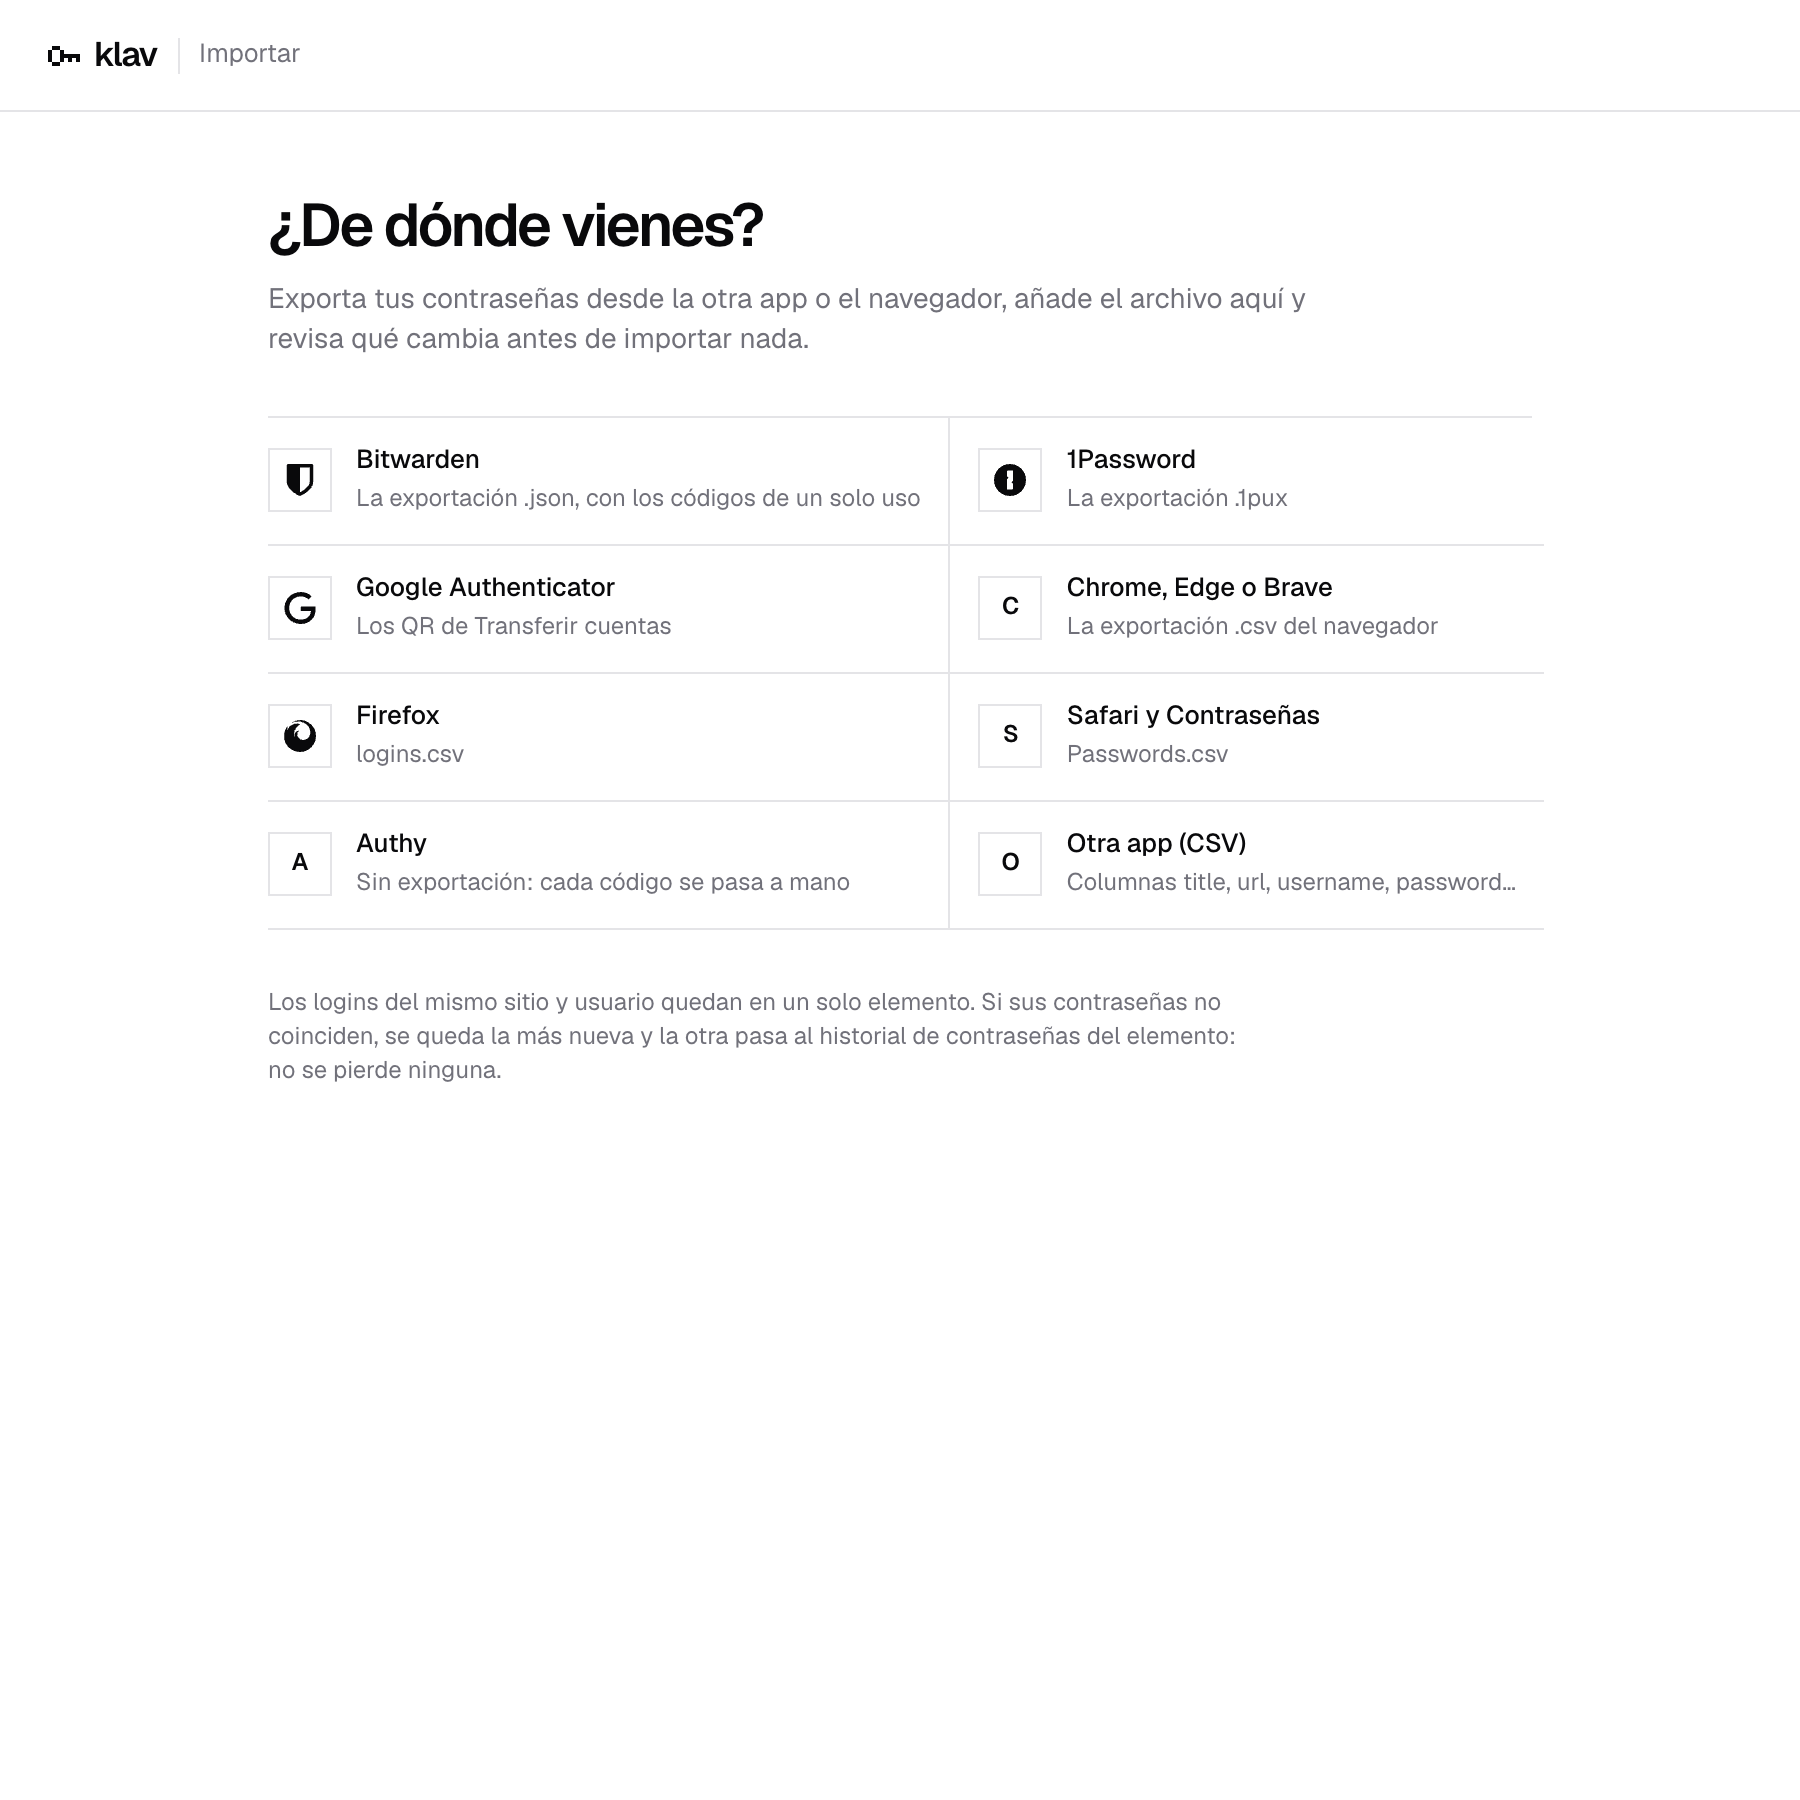 klav
Importar
¿De dónde vienes?
Exporta tus contraseñas desde la otra app o el navegador, añade el archivo aquí y
revisa qué cambia antes de importar nada.
Bitwarden
La exportación .json, con los códigos de un solo uso
1Password
La exportación .1pux
G
Google Authenticator
Los QR de Transferir cuentas
C
Chrome, Edge o Brave
La exportación .csv del navegador
Firefox
logins.csv
S
Safari y Contraseñas
Passwords.csv
A
Authy
Sin exportación: cada código se pasa a mano
O
Otra app (CSV)
Columnas title, url, username, password…
Los logins del mismo sitio y usuario quedan en un solo elemento. Si sus contraseñas no
coinciden, se queda la más nueva y la otra pasa al historial de contraseñas del elemento:
no se pierde ninguna.